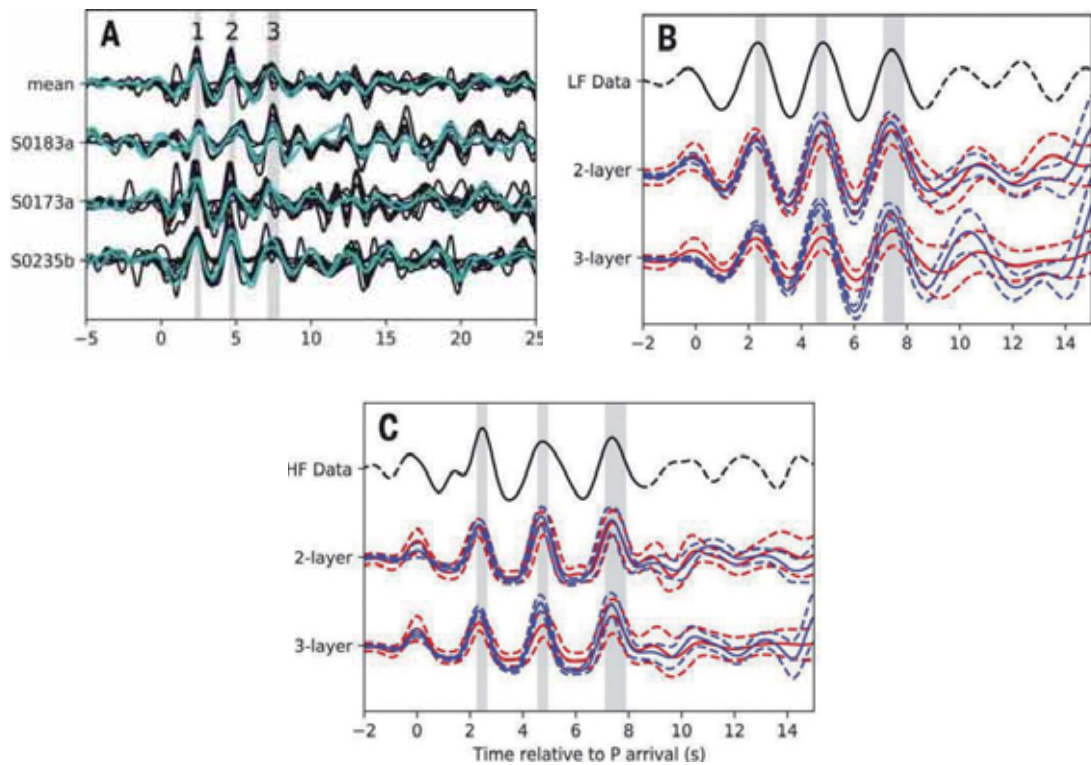 A
1 2 3
mean
S0183a
S0173a
S0235b
−5 0 5 10 15 20 25
B
LF Data
2-layer
3-layer
−2 0 2 4 6 8 10 12 14
C
HF Data
2-layer
3-layer
−2 0 2 4 6 8 10 12 14
Time relative to P arrival (s)